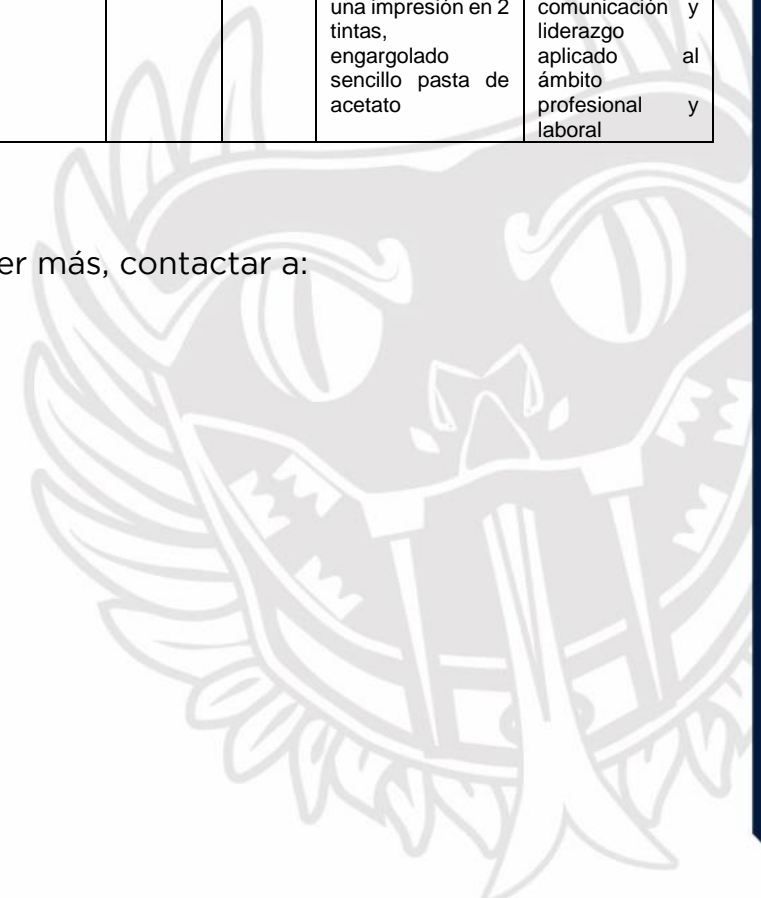 una impresión en 2
tintas,
engargolado
sencillo pasta de
acetato
comunicación y
liderazgo
aplicado al
ámbito
profesional y
laboral
er más, contactar a: